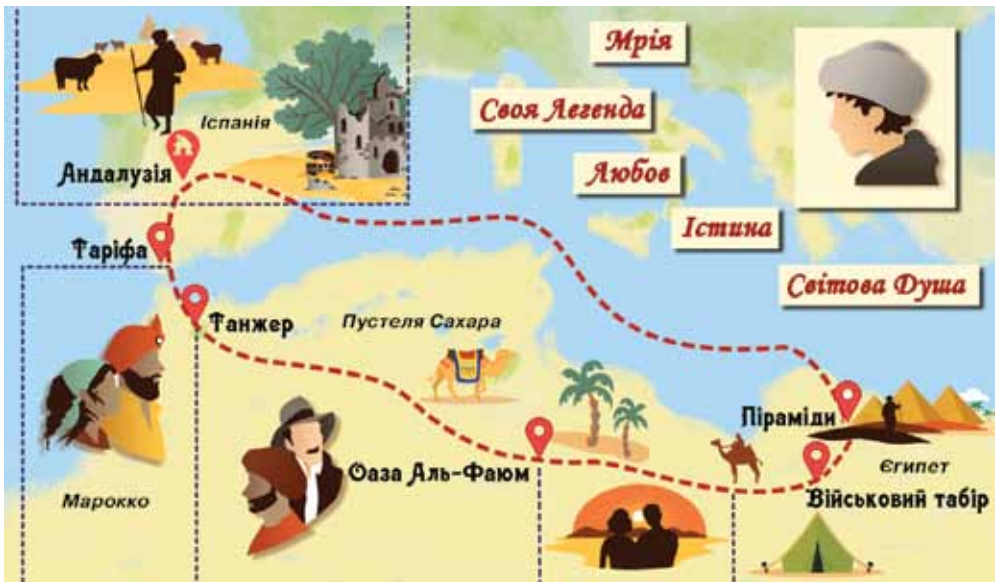 Мрія
Своя Легенда
Іспанія
Андалузія
Любов
Істина
Таріфа
Світова Душа
Танжер
Пустеля Сахара
Піраміди
Оаза Аль-Фаюм
Єгипет
Марокко
Військовий табір